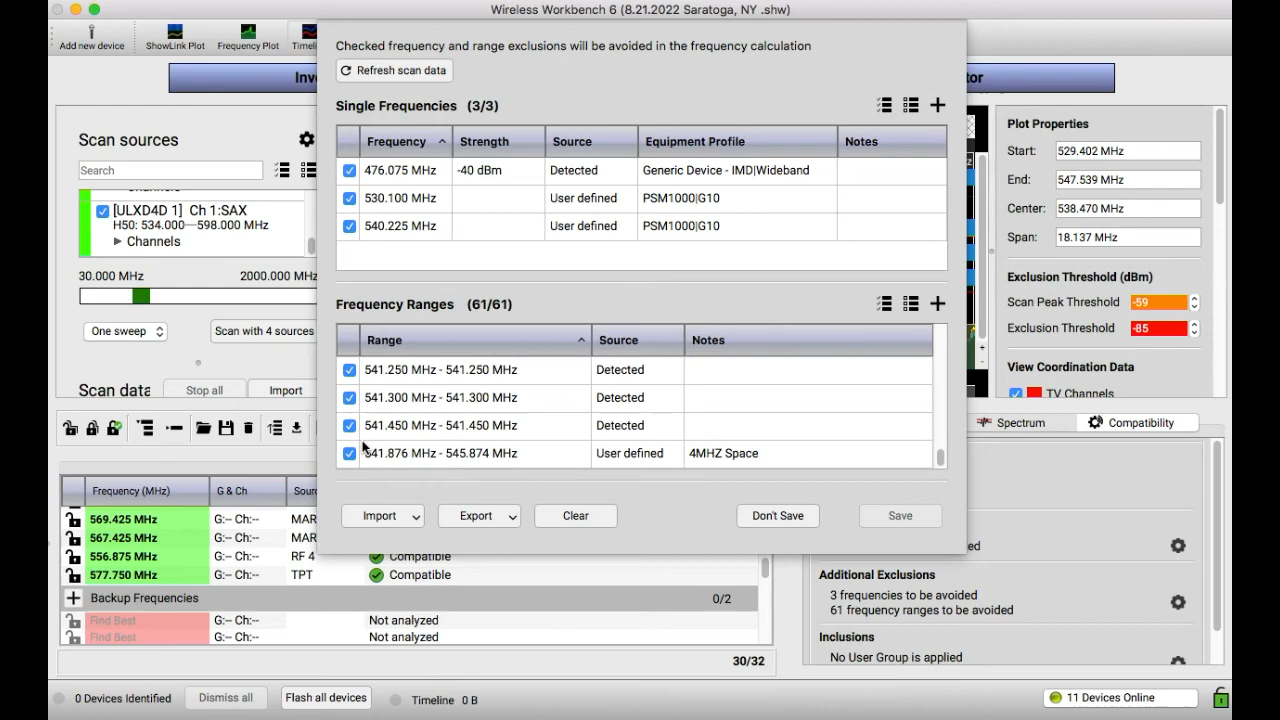 Wireless Workbench 6 (8.21.2022 Saratoga, NY .shw)
Add new device
ShowLink Plot
Frequency Plot
Timeli
Inv
tor
Scan sources
Search
[ULXD4D 1] Ch 1:SAX
H50: 534.000—598.000 MHz
Channels
30.000 MHz 2000.000 MHz
One sweep
Scan with 4 sources
Scan data
Stop all
Import
Frequency (MHz) G & Ch Sourc
569.425 MHz G:-- Ch:-- MAR
567.425 MHz G:-- Ch:-- MAR
556.875 MHz G:-- Ch:-- RF 4 Compatible
577.750 MHz G:-- Ch:-- TPT Compatible
Backup Frequencies 0/2
Find Best G:-- Ch:-- Not analyzed
Find Best G:-- Ch:-- Not analyzed
30/32
Checked frequency and range exclusions will be avoided in the frequency calculation
Refresh scan data
Single Frequencies (3/3)
Frequency Strength Source Equipment Profile Notes
476.075 MHz -40 dBm Detected Generic Device - IMD|Wideband
530.100 MHz User defined PSM1000|G10
540.225 MHz User defined PSM1000|G10
Frequency Ranges (61/61)
Range Source Notes
541.250 MHz - 541.250 MHz Detected
541.300 MHz - 541.300 MHz Detected
541.450 MHz - 541.450 MHz Detected
541.876 MHz - 545.874 MHz User defined 4MHZ Space
Import Export Clear Don't Save Save
Plot Properties
Start: 529.402 MHz
End: 547.539 MHz
Center: 538.470 MHz
Span: 18.137 MHz
Exclusion Threshold (dBm)
Scan Peak Threshold -59
Exclusion Threshold -85
View Coordination Data
TV Channels
Spectrum
Compatibility
ed
Additional Exclusions
3 frequencies to be avoided
61 frequency ranges to be avoided
Inclusions
No User Group is applied
0 Devices Identified
Dismiss all
Flash all devices
Timeline 0 B
11 Devices Online